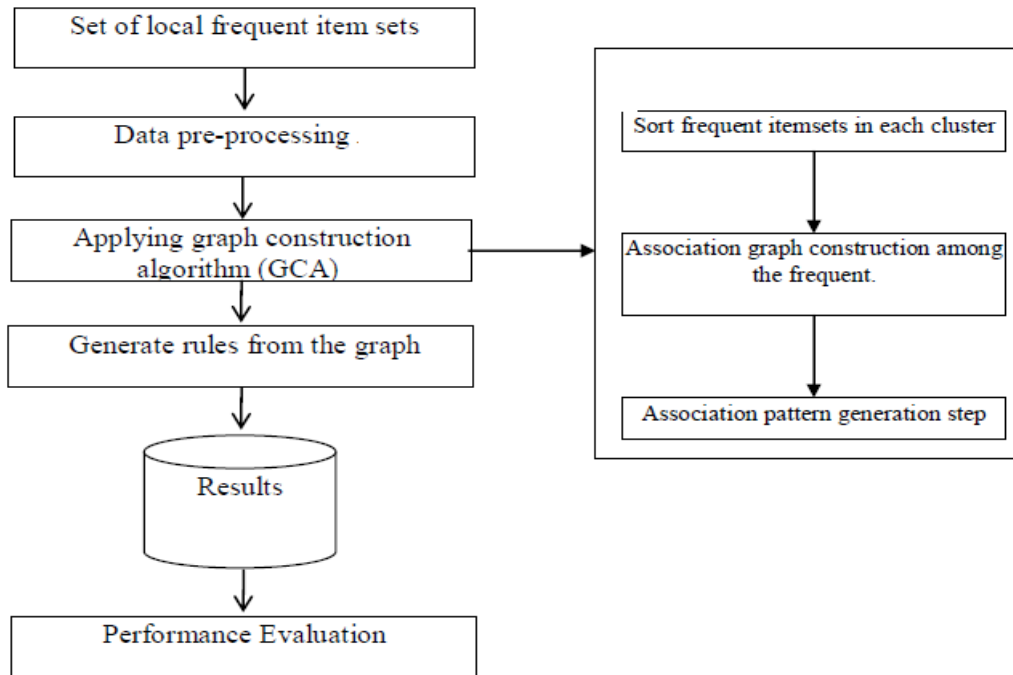 Set of local frequent item sets
Data pre-processing .
Applying graph construction
algorithm (GCA)
Generate rules from the graph
Results
Performance Evaluation
Sort frequent itemsets in each cluster
Association graph construction among
the frequent.
Association pattern generation step